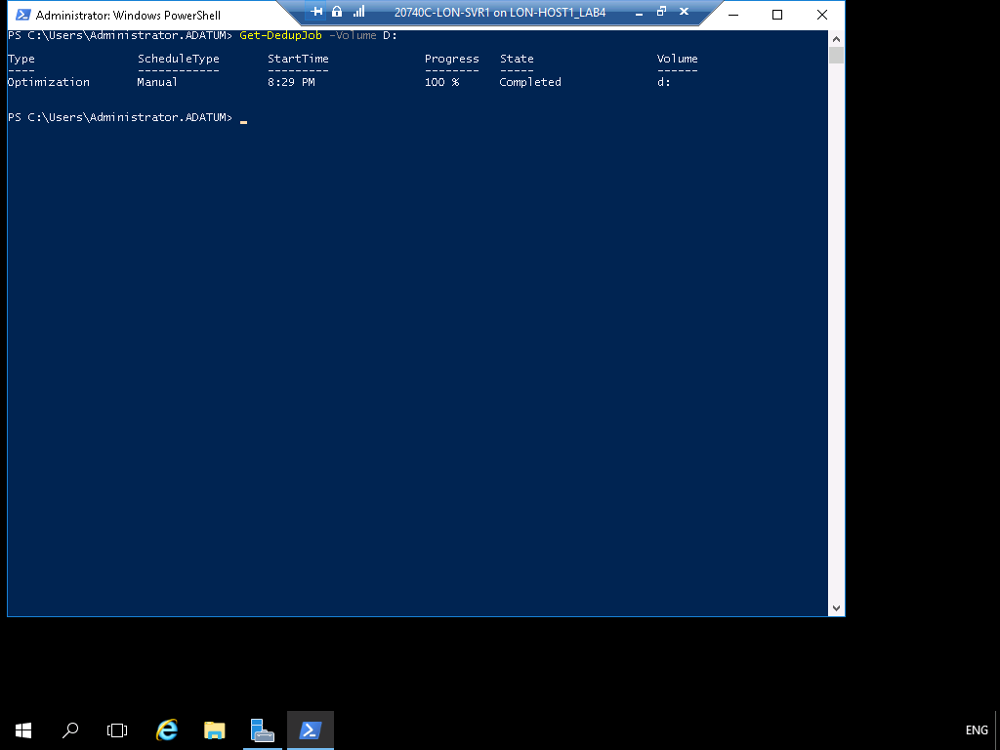 Administrator: Windows PowerShell
20740C-LON-SVR1 on LON-HOST1_LAB4
PS C:\Users\Administrator.ADATUM> Get-DedupJob -Volume D:
Type ScheduleType StartTime Progress State Volume
---- ------------ --------- -------- ----- ------
Optimization Manual 8:29 PM 100 % Completed d:
PS C:\Users\Administrator.ADATUM> _
ENG